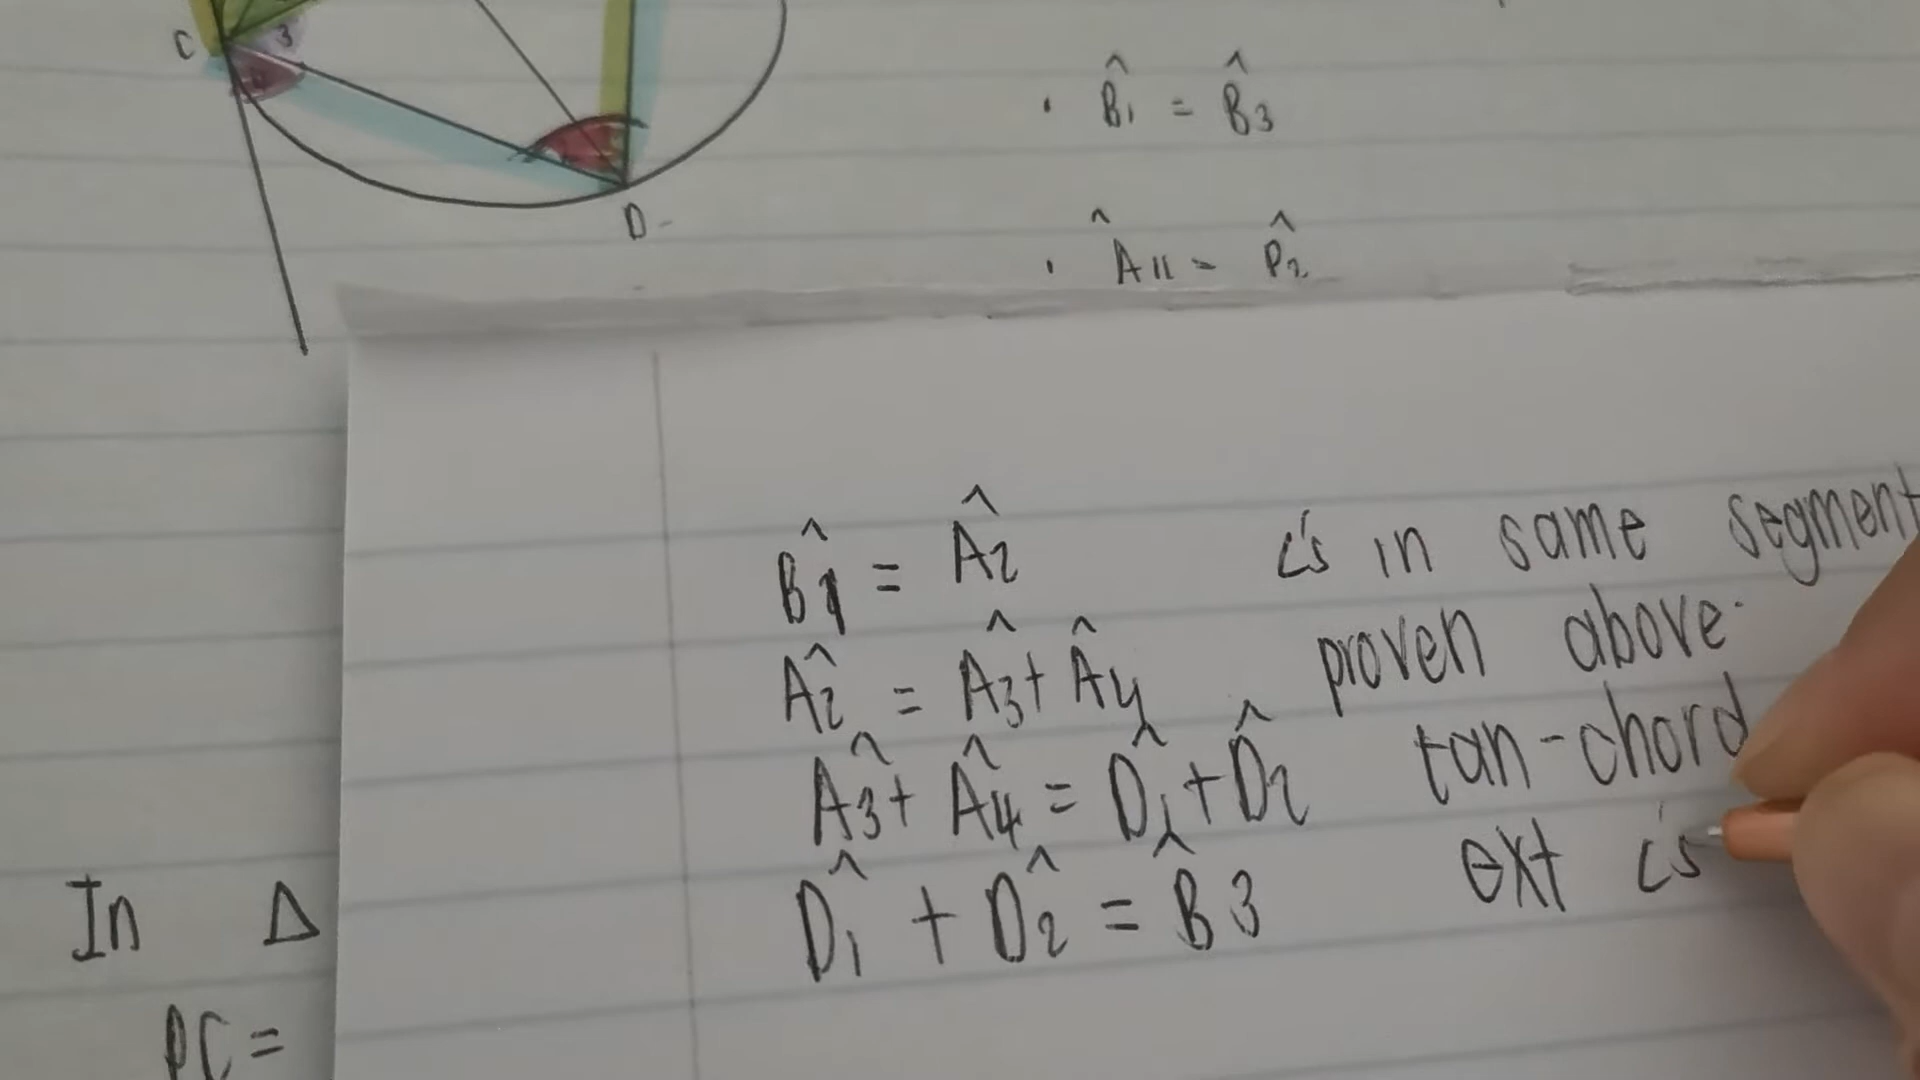 C
3
D
· B̂1 = B̂3
· Â11 = P̂2
B̂1 = Â2 ∠'s in same segment
Â2 = Â3 + Â4 proven above.
Â3 + Â4 = D̂1 + D̂2 tan-chord
D̂1 + D̂2 = B̂3 ext ∠'s
In Δ
PC =